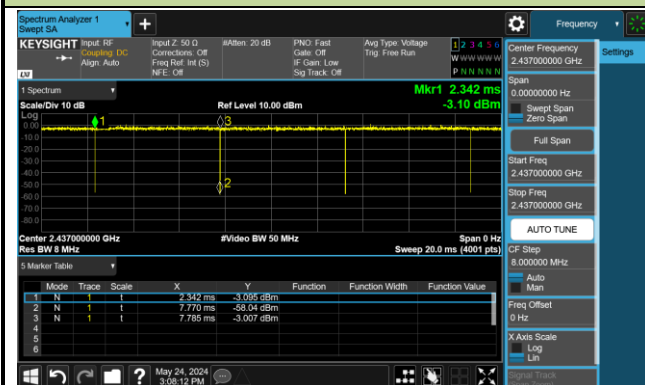 Spectrum Analyzer 1
Swept SA
+
Frequency
KEYSIGHT
Input: RF
Coupling: DC
Align: Auto
Input Z: 50 Ω
Corrections: Off
Freq Ref: Int (S)
NFE: Off
#Atten: 20 dB
PNO: Fast
Gate: Off
IF Gain: Low
Sig Track: Off
Avg Type: Voltage
Trig: Free Run
1 2 3 4 5 6
W W W W W W
P N N N N N
LXI
Center Frequency
2.437000000 GHz
Settings
1 Spectrum
Mkr1 2.342 ms
Scale/Div 10 dB
Ref Level 10.00 dBm
-3.10 dBm
Span
0.00000000 Hz
Swept Span
Zero Span
Full Span
Start Freq
2.437000000 GHz
Stop Freq
2.437000000 GHz
AUTO TUNE
CF Step
8.000000 MHz
Auto
Man
Freq Offset
0 Hz
X Axis Scale
Log
Lin
Signal Track
Log
0.00
-10.0
-20.0
-30.0
-40.0
-50.0
-60.0
-70.0
-80.0
1
3
2
Center 2.437000000 GHz
#Video BW 50 MHz
Span 0 Hz
Res BW 8 MHz
Sweep 20.0 ms (4001 pts)
5 Marker Table
Mode Trace Scale X Y Function Function Width Function Value
1 N 1 t 2.342 ms -3.095 dBm
2 N 1 t 7.770 ms -58.04 dBm
3 N 1 t 7.785 ms -3.007 dBm
4
5
6
?
May 24, 2024
3:08:12 PM